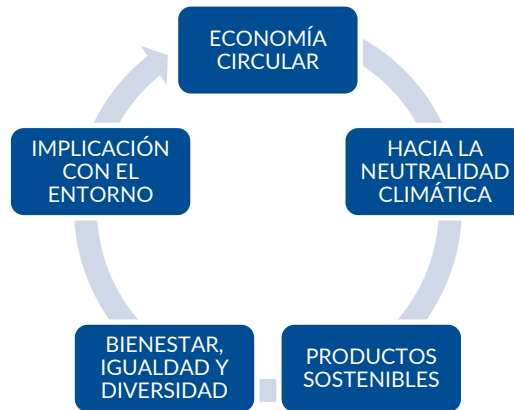 ECONOMÍA
CIRCULAR
HACIA LA
NEUTRALIDAD
CLIMÁTICA
PRODUCTOS
SOSTENIBLES
BIENESTAR,
IGUALDAD Y
DIVERSIDAD
IMPLICACIÓN
CON EL
ENTORNO